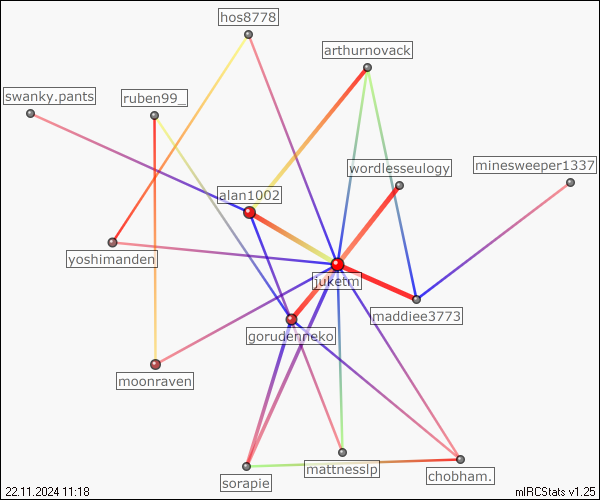 hos8778
arthurnovack
swanky.pants
ruben99_
wordlesseulogy
minesweeper1337
alan1002
yoshimanden
juketm
maddiee3773
gorudenneko
moonraven
mattnesslp
chobham.
sorapie
22.11.2024 11:18
mIRCStats v1.25